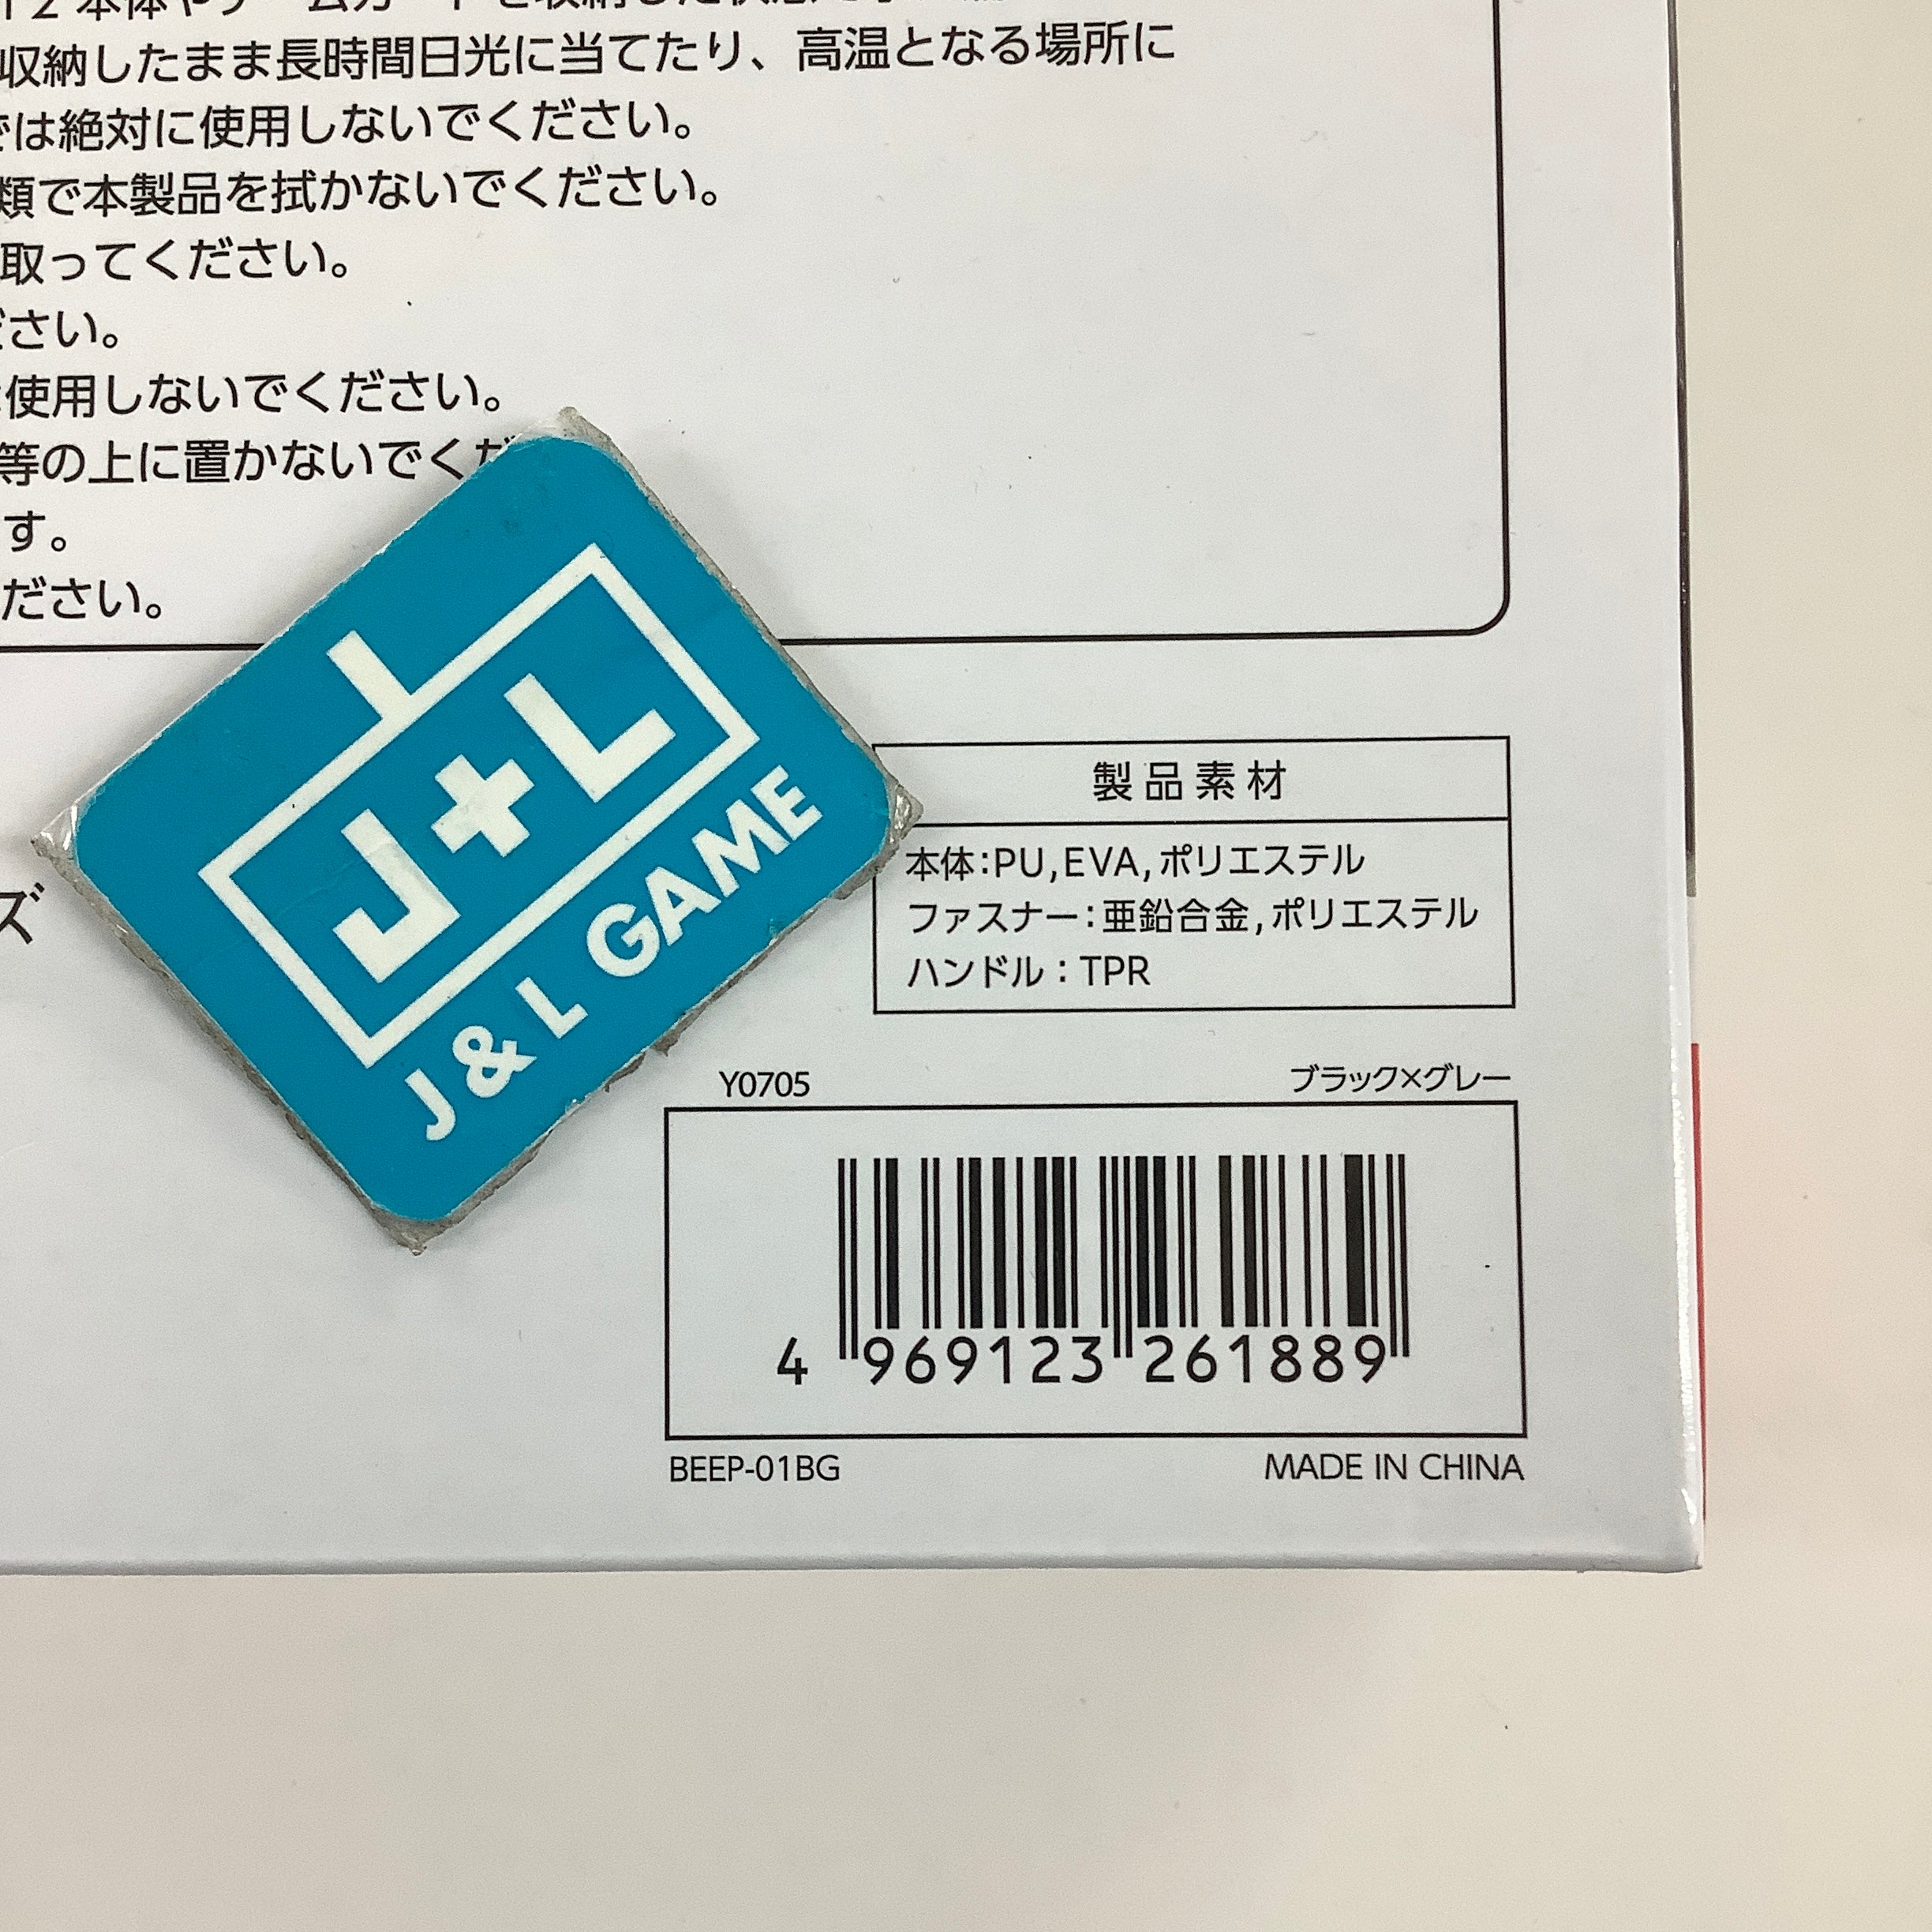 収納したまま長時間日光に当てたり、高温となる場所に
では絶対に使用しないでください。
類で本製品を拭かないでください。
取ってください。
ださい。
使用しないでください。
等の上に置かないでくだ
す。
ください。
ズ
J+L
J & L GAME
製品素材
本体:PU,EVA,ポリエステル
ファスナー:亜鉛合金,ポリエステル
ハンドル:TPR
Y0705
ブラック×グレー
4 969123 261889
BEEP-01BG
MADE IN CHINA